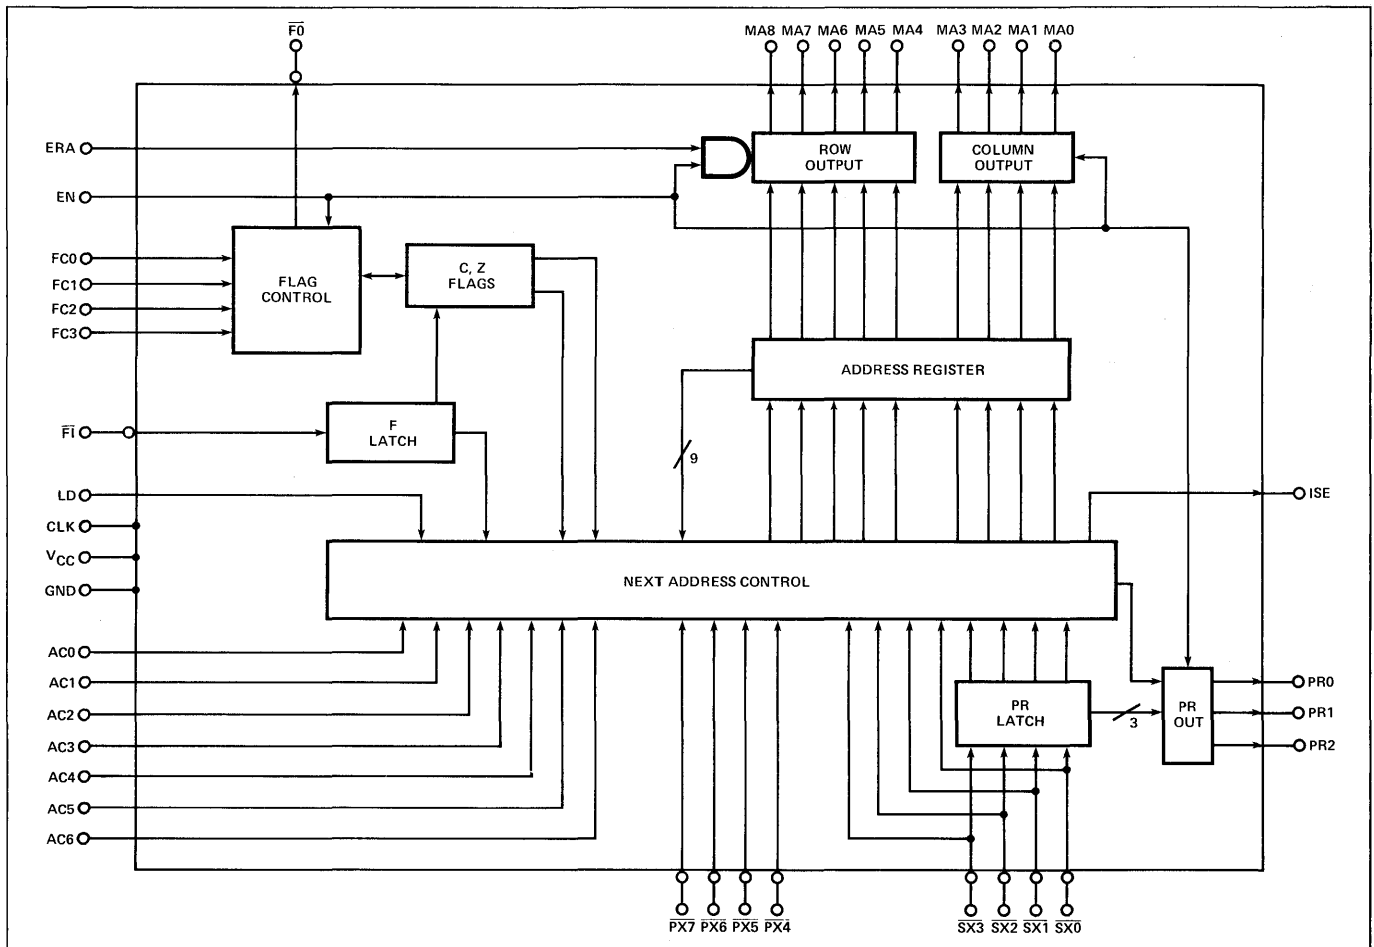 F0
MA8 MA7 MA6 MA5 MA4 MA3 MA2 MA1 MA0
ERA
ROW
OUTPUT
COLUMN
OUTPUT
EN
FC0
FC1
FC2
FC3
FLAG
CONTROL
C, Z
FLAGS
ADDRESS REGISTER
FI
F
LATCH
9
LD
ISE
CLK
VCC
GND
NEXT ADDRESS CONTROL
AC0
AC1
AC2
AC3
AC4
AC5
AC6
PR
LATCH
3
PR
OUT
PR0
PR1
PR2
PX7 PX6 PX5 PX4
SX3 SX2 SX1 SX0